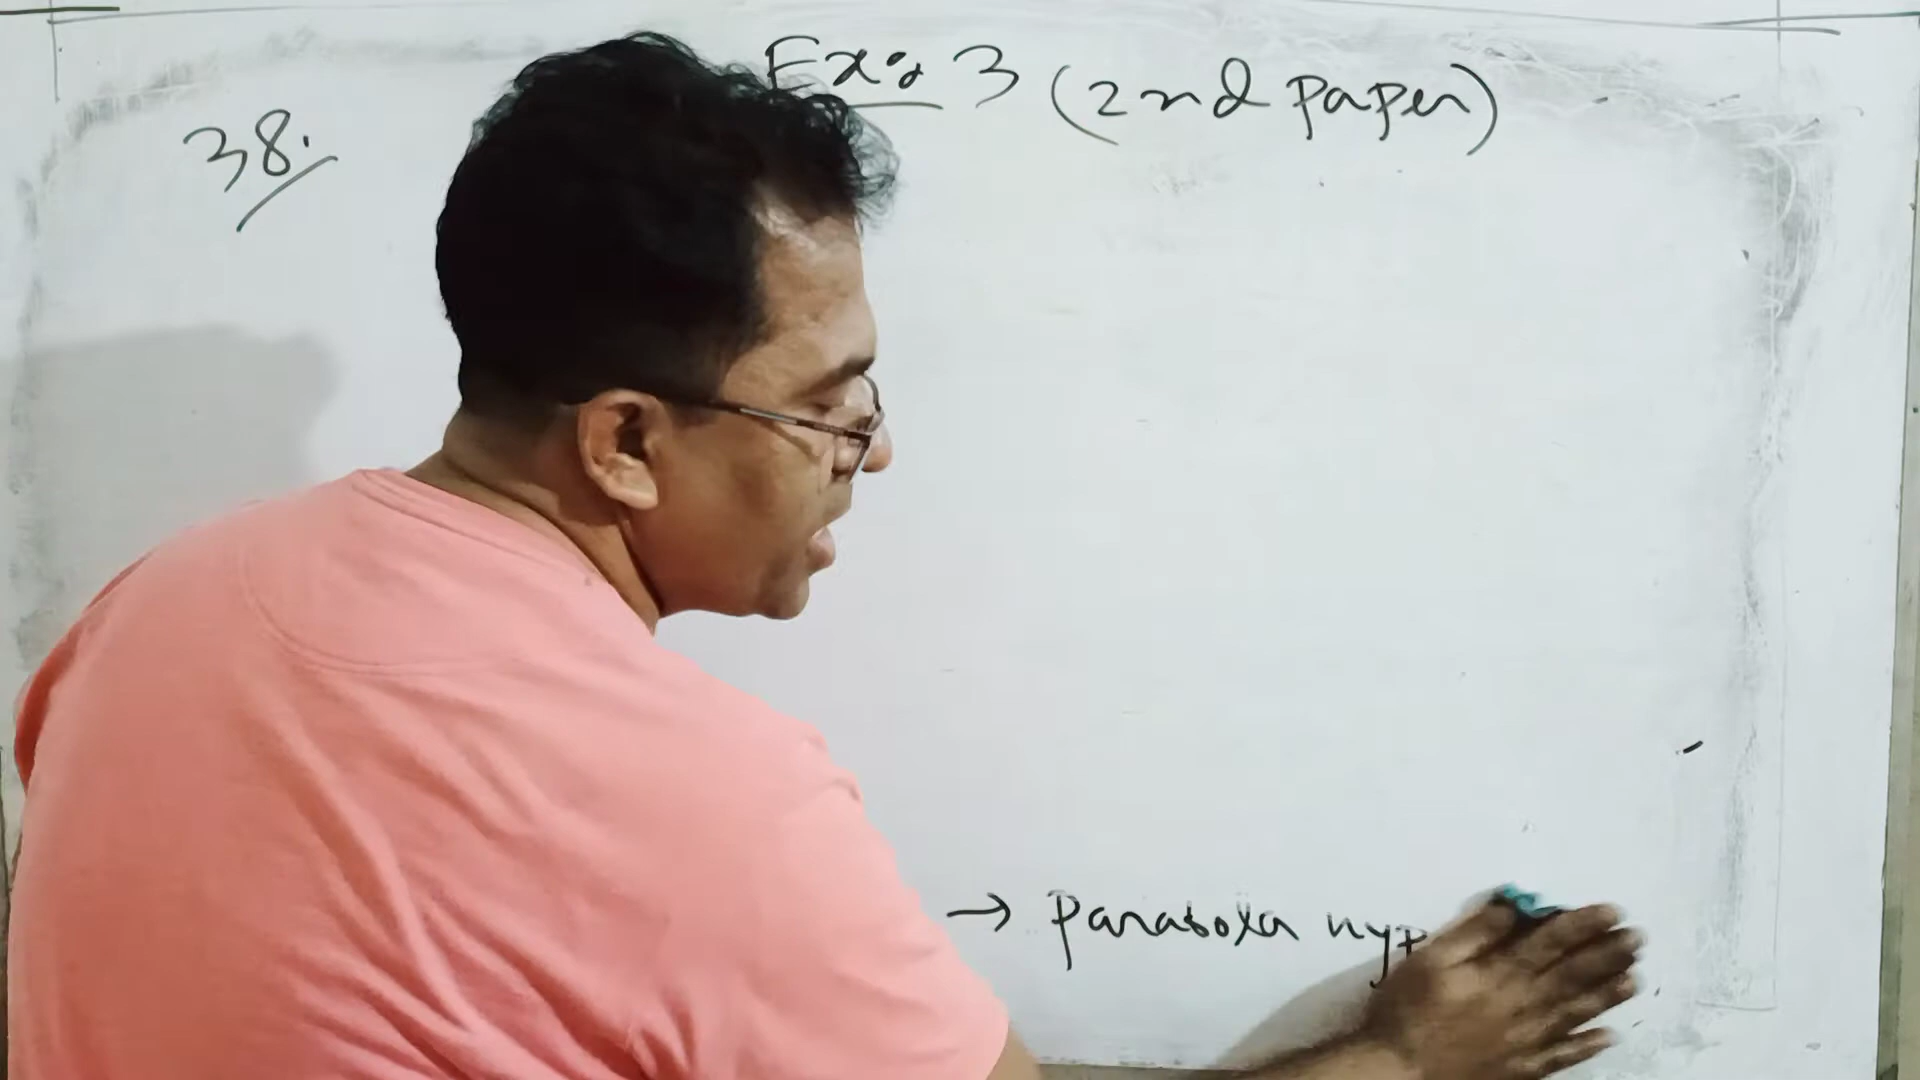 Ex: 3 (2nd paper)
38.
→ Parabola hyp